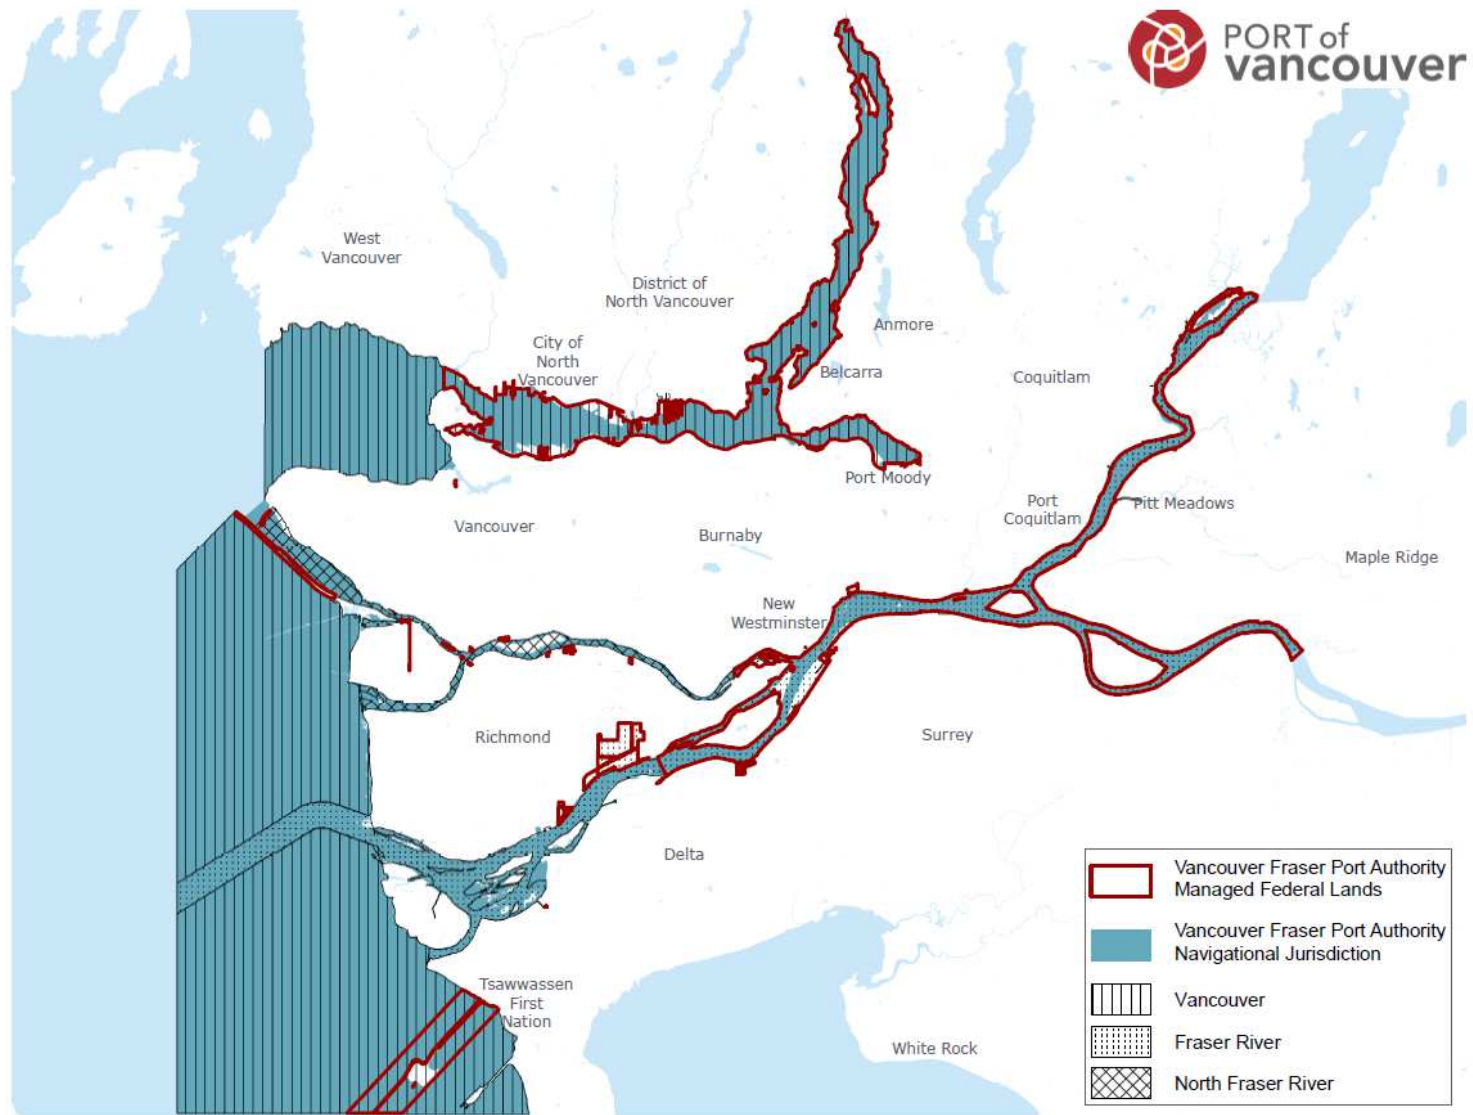 PORT of
vancouver
West
Vancouver
District of
North Vancouver
Anmore
City of
North
Vancouver
Belcarra
Coquitlam
Port Moody
Port
Coquitlam
Pitt Meadows
Vancouver
Burnaby
Maple Ridge
New
Westminster
Richmond
Surrey
Delta
Tsawwassen
First
Nation
White Rock
Vancouver Fraser Port Authority
Managed Federal Lands
Vancouver Fraser Port Authority
Navigational Jurisdiction
Vancouver
Fraser River
North Fraser River